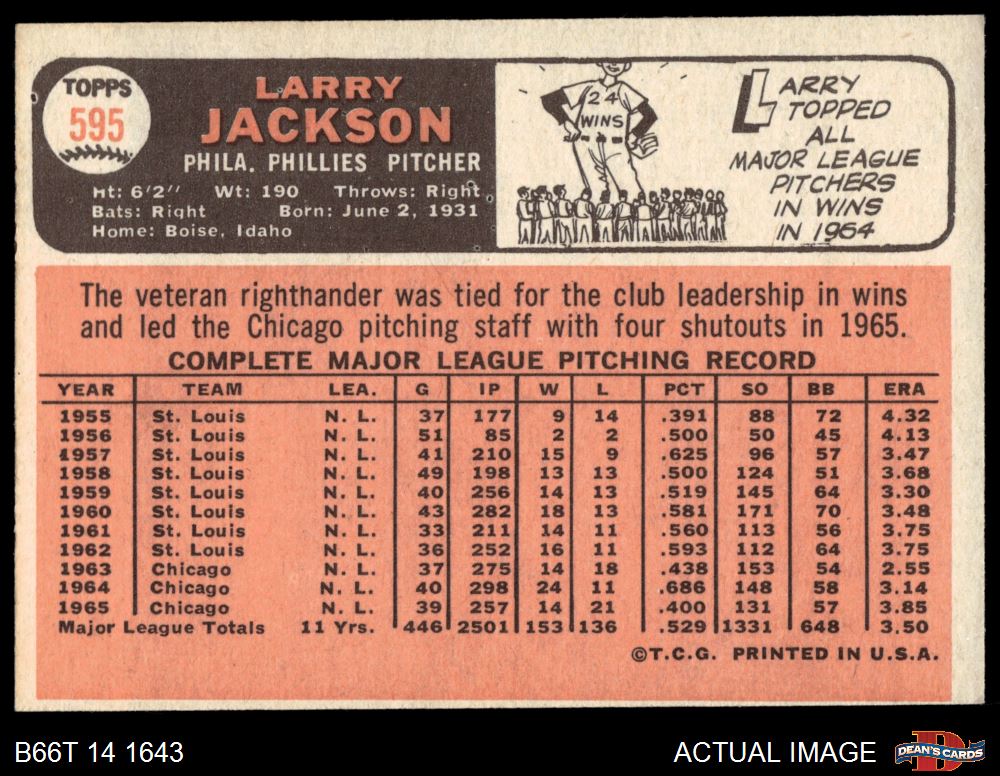 TOPPS
595
LARRY
JACKSON
PHILA. PHILLIES PITCHER
Ht: 6'2" Wt: 190 Throws: Right
Bats: Right Born: June 2, 1931
Home: Boise, Idaho
24
WINS
LARRY
TOPPED
ALL
MAJOR LEAGUE
PITCHERS
IN WINS
IN 1964
The veteran righthander was tied for the club leadership in wins
and led the Chicago pitching staff with four shutouts in 1965.
COMPLETE MAJOR LEAGUE PITCHING RECORD
YEAR TEAM LEA. G IP W L PCT SO BB ERA
1955 St. Louis N. L. 37 177 9 14 .391 88 72 4.32
1956 St. Louis N. L. 51 85 2 2 .500 50 45 4.13
1957 St. Louis N. L. 41 210 15 9 .625 96 57 3.47
1958 St. Louis N. L. 49 198 13 13 .500 124 51 3.68
1959 St. Louis N. L. 40 256 14 13 .519 145 64 3.30
1960 St. Louis N. L. 43 282 18 13 .581 171 70 3.48
1961 St. Louis N. L. 33 211 14 11 .560 113 56 3.75
1962 St. Louis N. L. 36 252 16 11 .593 112 64 3.75
1963 Chicago N. L. 37 275 14 18 .438 153 54 2.55
1964 Chicago N. L. 40 298 24 11 .686 148 58 3.14
1965 Chicago N. L. 39 257 14 21 .400 131 57 3.85
Major League Totals 11 Yrs. 446 2501 153 136 .529 1331 648 3.50
©T.C.G. PRINTED IN U.S.A.
B66T 14 1643
ACTUAL IMAGE
DEAN'S CARDS